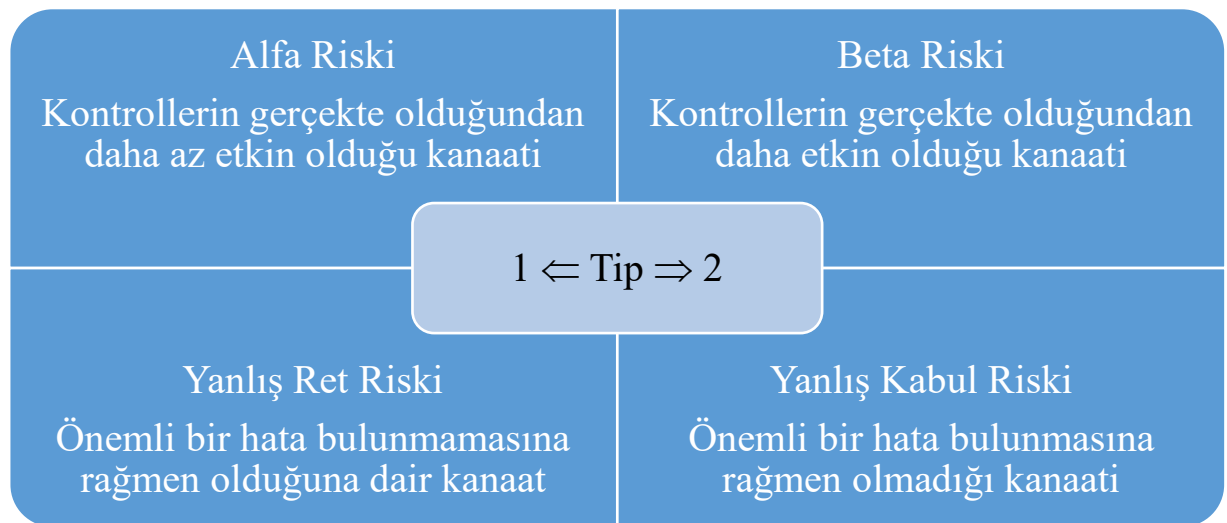 Alfa Riski
Kontrollerin gerçekte olduğundan
daha az etkin olduğu kanaati
Beta Riski
Kontrollerin gerçekte olduğundan
daha etkin olduğu kanaati
1 ⇐ Tip ⇒ 2
Yanlış Ret Riski
Önemli bir hata bulunmamasına
rağmen olduğuna dair kanaat
Yanlış Kabul Riski
Önemli bir hata bulunmasına
rağmen olmadığı kanaati